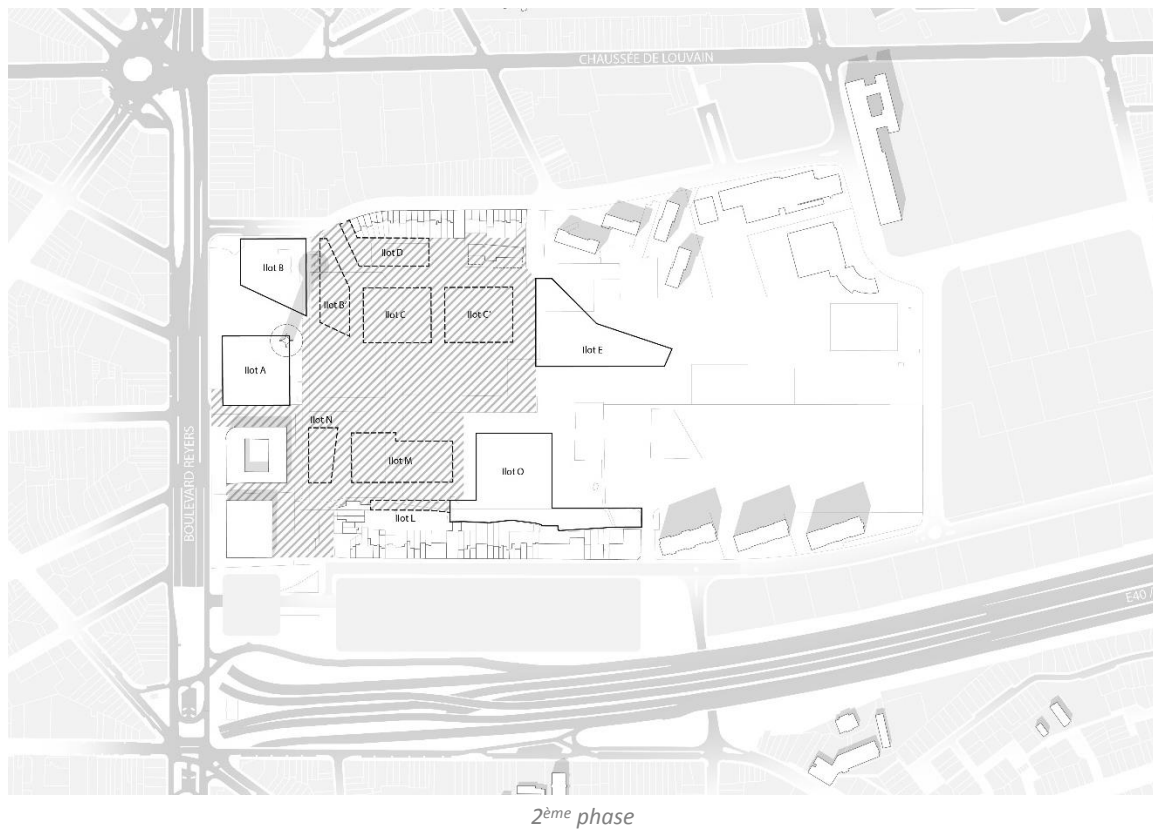 CHAUSSÉE DE LOUVAIN
Ilot B
Ilot D
Ilot B'
Ilot C
Ilot C'
Ilot E
Ilot A
Ilot N
Ilot M
Ilot O
Ilot L
BOULEVARD REYERS
E40 /
2ème phase